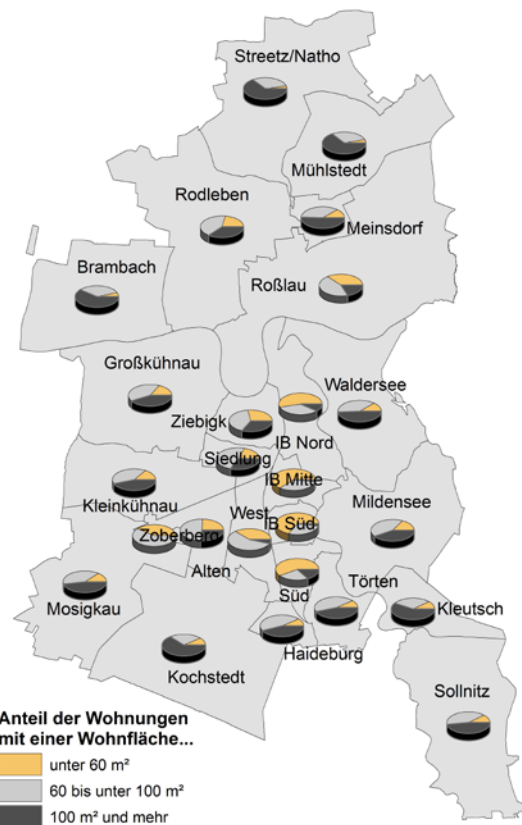 Streetz/Natho
Mühlstedt
Rodleben
Meinsdorf
Brambach
Roßlau
Großkühnau
Waldersee
Ziebigk
IB Nord
Siedlung
IB Mitte
Kleinkühnau
Mildensee
West
IB Süd
Zoberberg
Alten
Süd
Törten
Mosigkau
Kleutsch
Haideburg
Kochstedt
Sollnitz
Anteil der Wohnungen
mit einer Wohnfläche...
unter 60 m²
60 bis unter 100 m²
100 m² und mehr